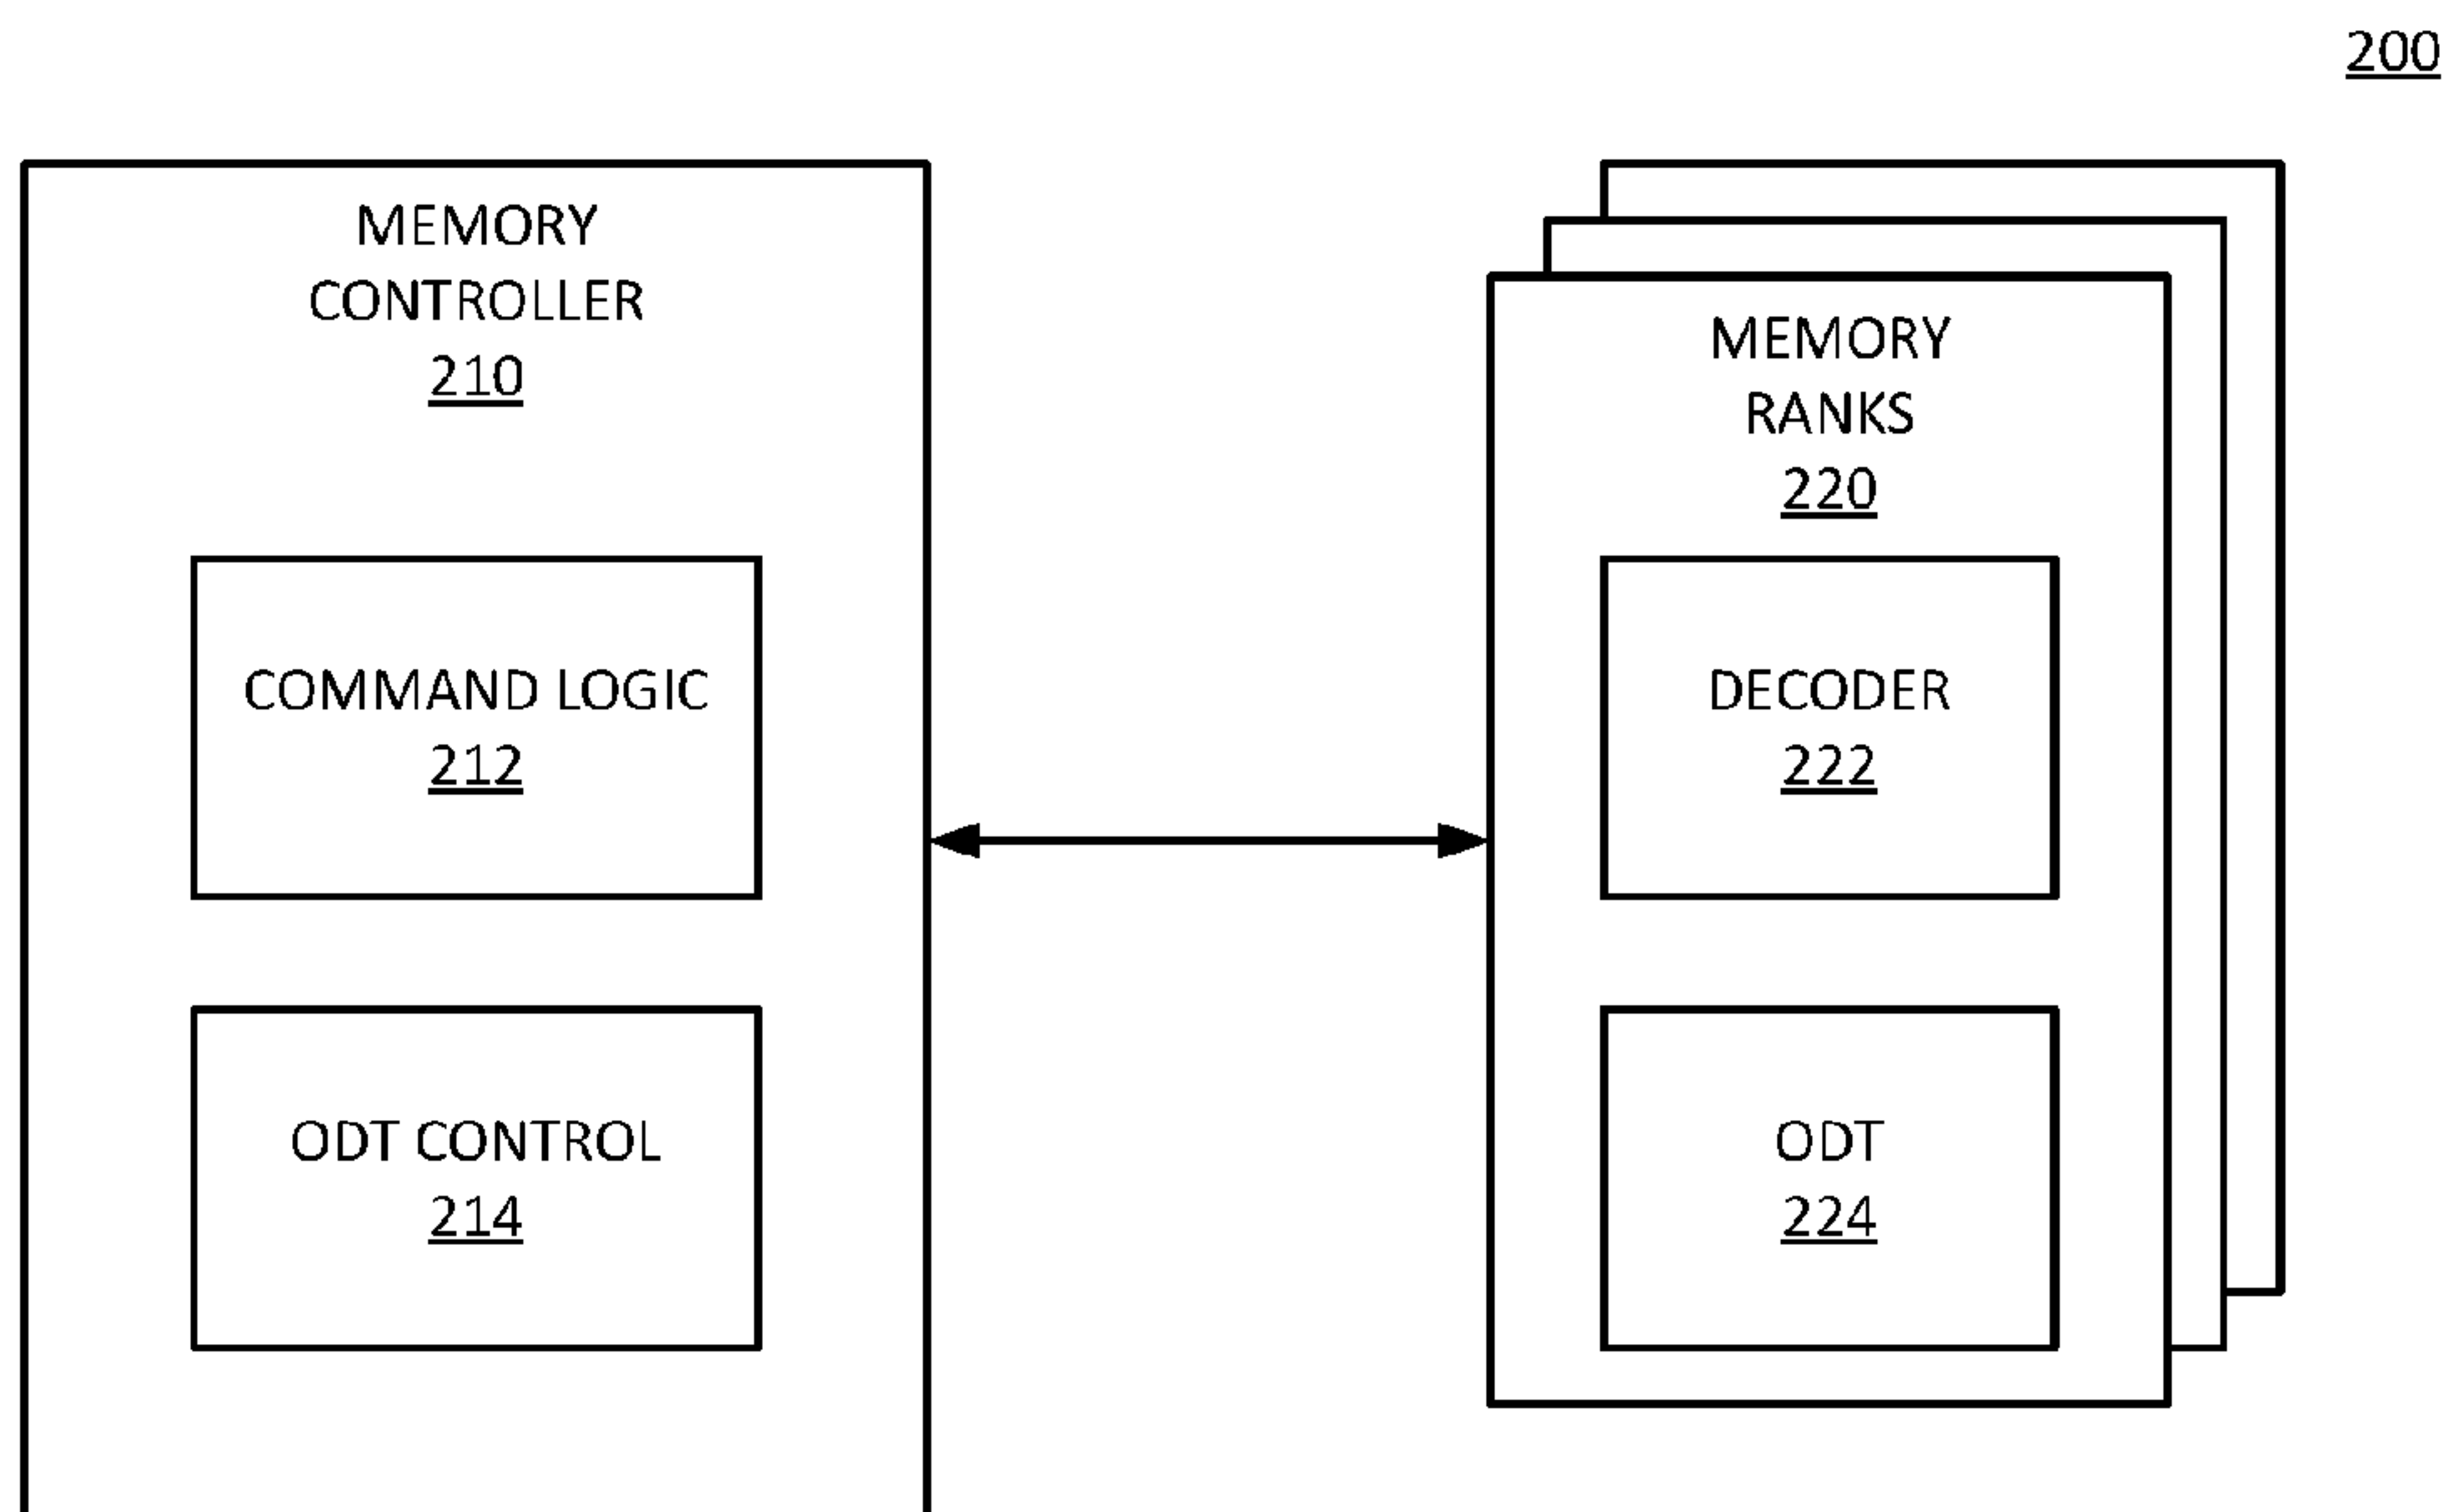 200
MEMORY
CONTROLLER
210
COMMAND LOGIC
212
ODT CONTROL
214
MEMORY
RANKS
220
DECODER
222
ODT
224